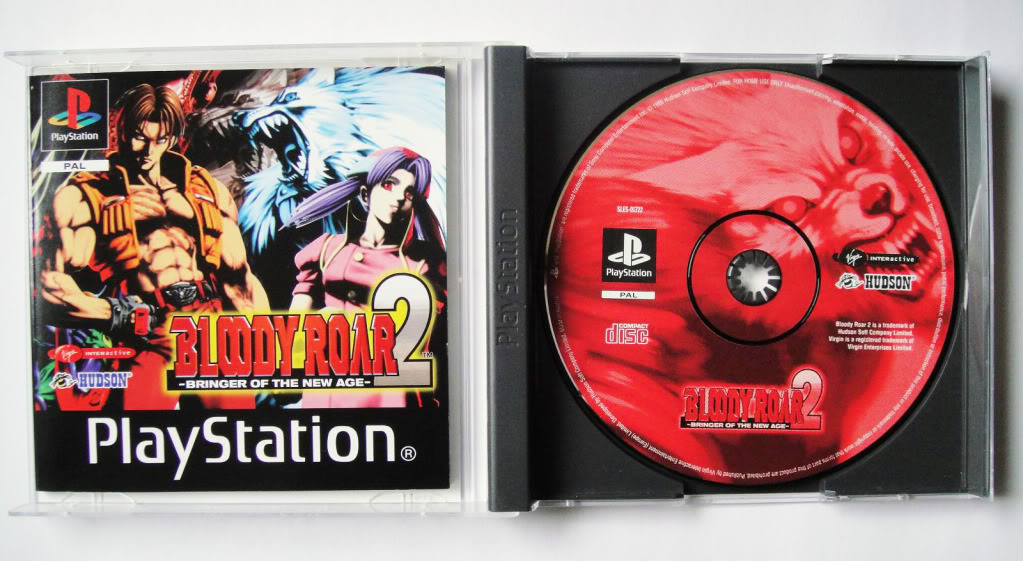 PlayStation
PAL
Virgin INTERACTIVE
HUDSON
BLOODY ROAR 2
-BRINGER OF THE NEW AGE-
PlayStation®
PlayStation
SLES-01722
PlayStation
PAL
COMPACT
disc
Virgin INTERACTIVE
HUDSON
Bloody Roar 2 is a trademark of
Hudson Soft Company Limited.
Virgin is a registered trademark of
Virgin Enterprises Limited.
BLOODY ROAR 2
-BRINGER OF THE NEW AGE-